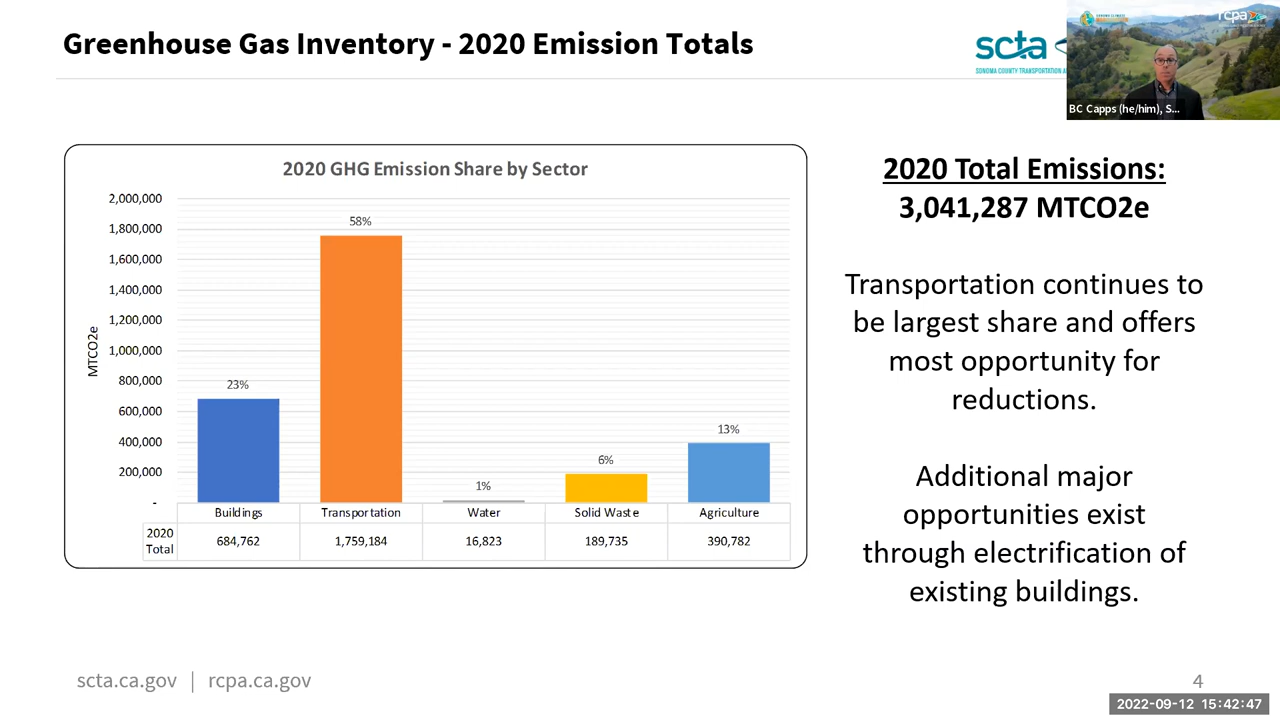 Greenhouse Gas Inventory - 2020 Emission Totals
scta
SONOMA COUNTY TRANSPORTATION
rcpa
BC Capps (he/him), S...
2020 GHG Emission Share by Sector
MTCO2e
2,000,000
1,800,000
1,600,000
1,400,000
1,200,000
1,000,000
800,000
600,000
400,000
200,000
-
23%
58%
1%
6%
13%
Buildings Transportation Water Solid Waste Agriculture
2020 Total 684,762 1,759,184 16,823 189,735 390,782
2020 Total Emissions:
3,041,287 MTCO2e
Transportation continues to
be largest share and offers
most opportunity for
reductions.
Additional major
opportunities exist
through electrification of
existing buildings.
scta.ca.gov | rcpa.ca.gov
4
2022-09-12 15:42:47